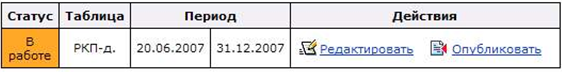 Статус Таблица Период Действия
В работе РКП-д. 20.06.2007 31.12.2007 Редактировать Опубликовать